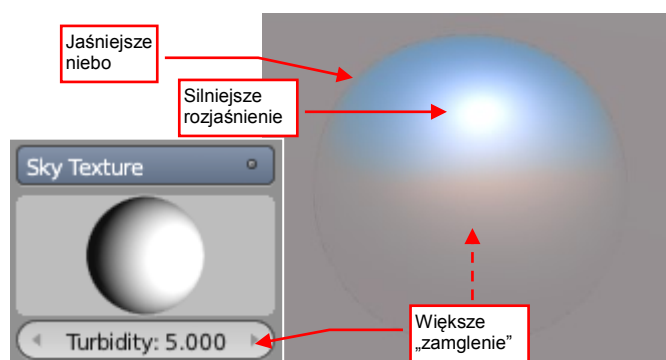 Jaśniejsze
niebo
Silniejsze
rozjaśnienie
Sky Texture
Turbidity: 5.000
Większe
„zamglenie”